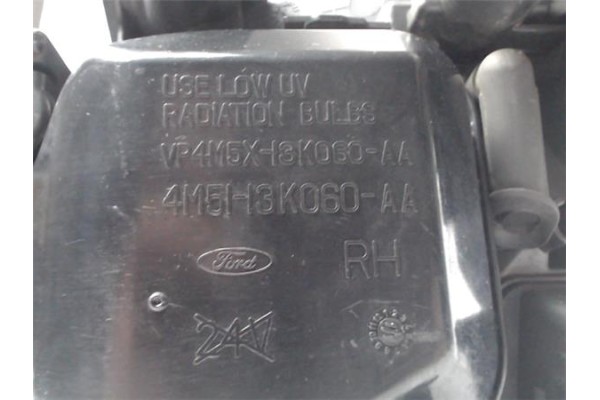 USE LOW UV
RADIATION BULBS
VP4M5X-13K060-AA
4M51-13K060-AA
Ford
RH
24V